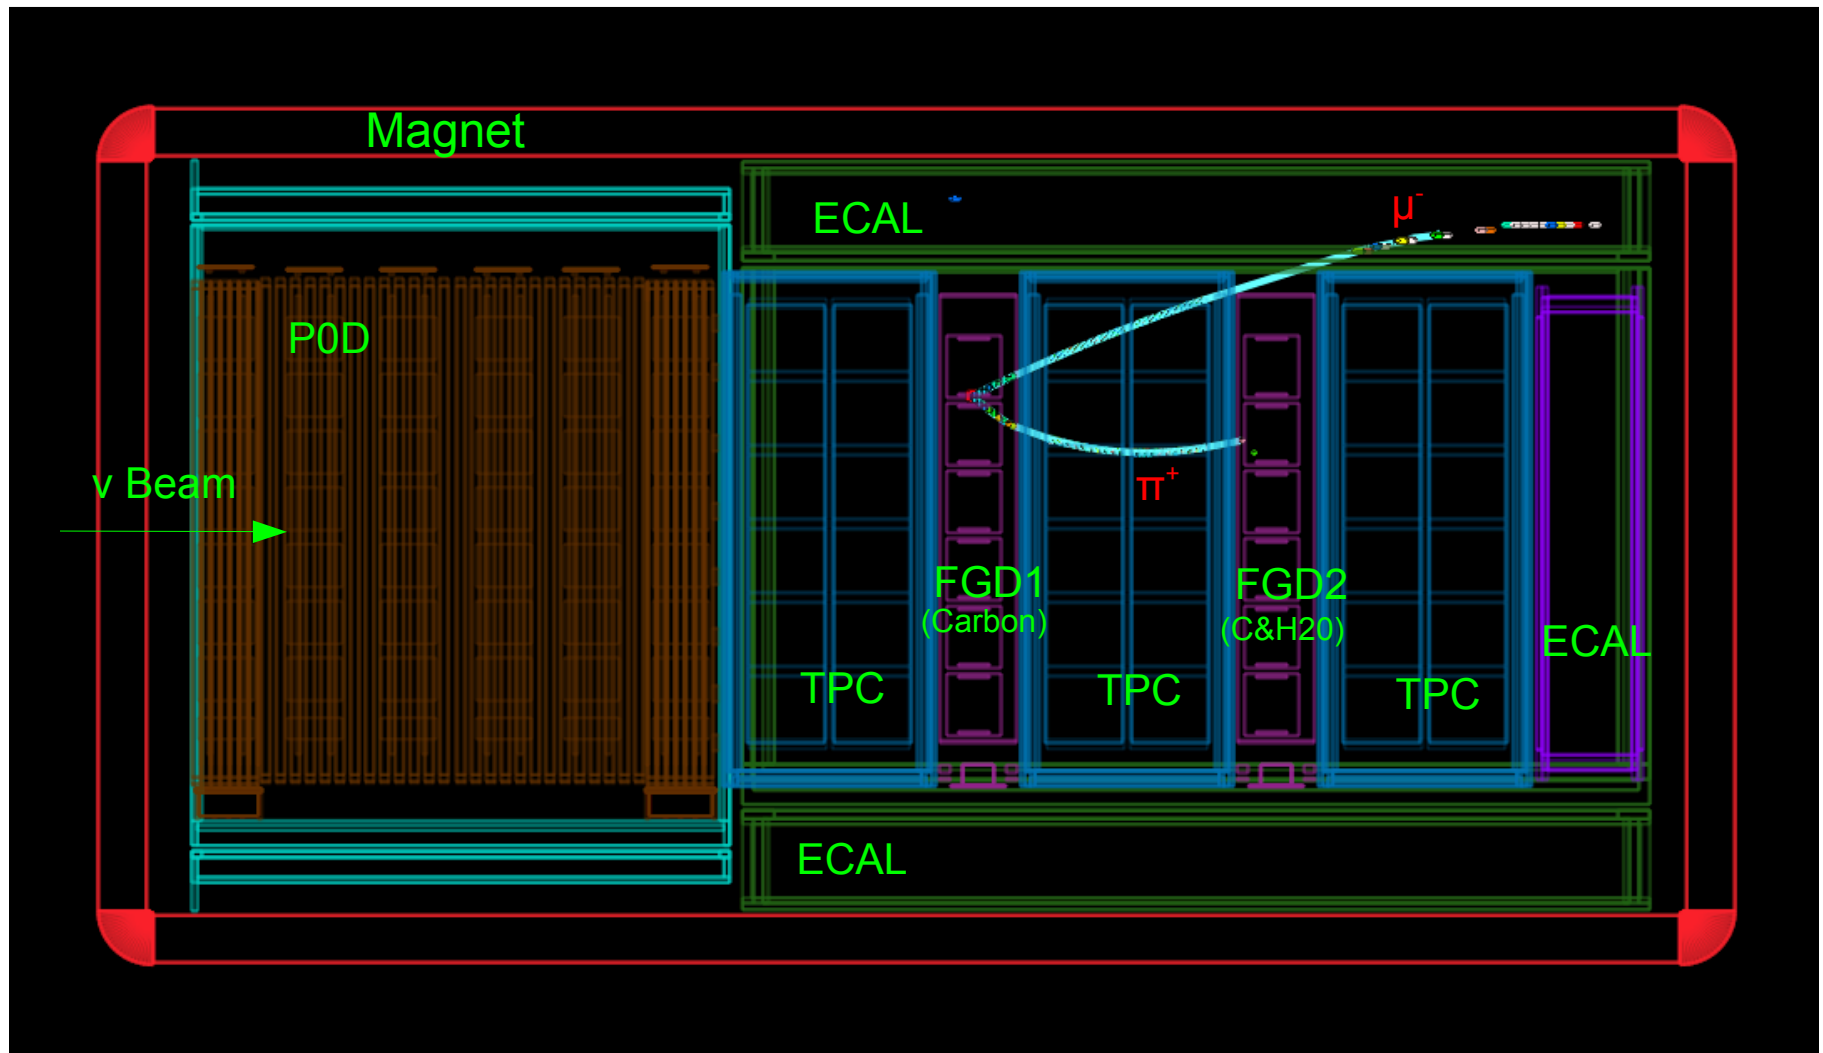 Magnet
μ-
ECAL
P0D
ν Beam
π+
FGD1
(Carbon)
FGD2
(C&H20)
ECAL
TPC
TPC
TPC
ECAL